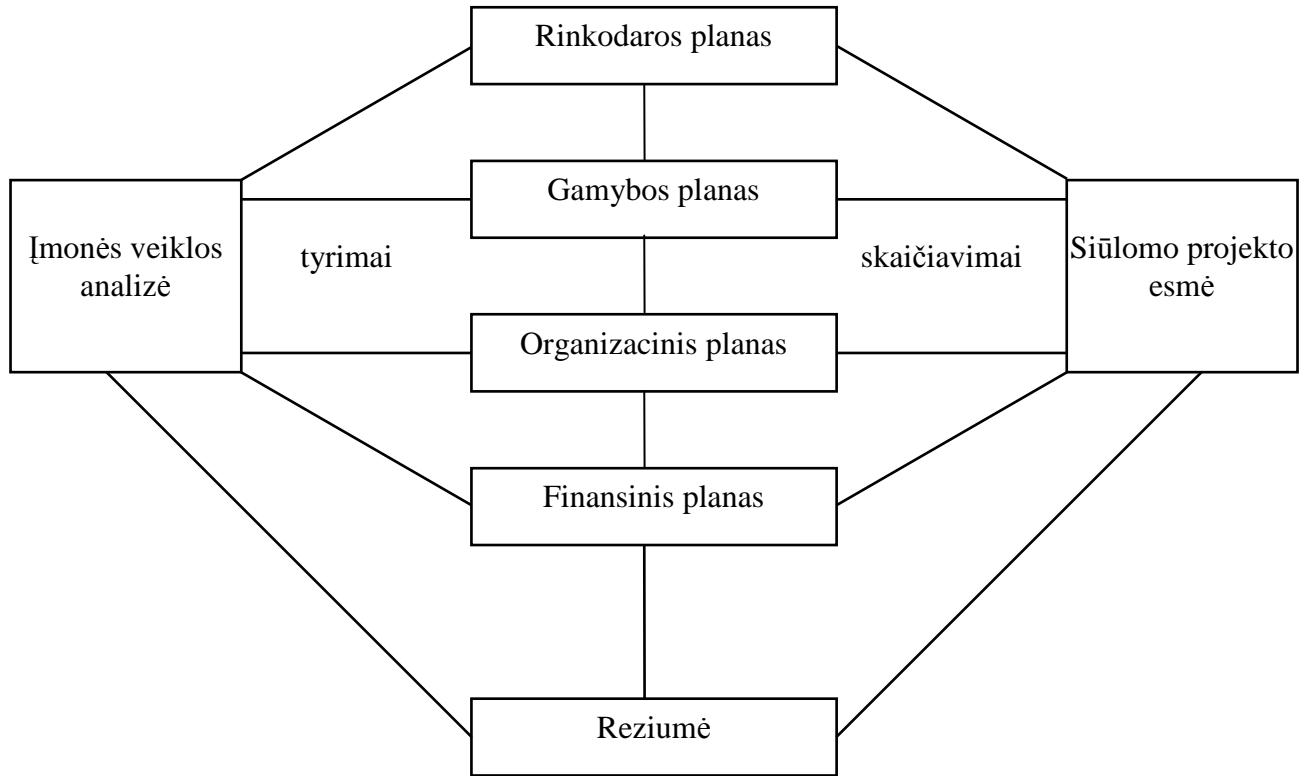 Rinkodaros planas
Gamybos planas
Įmonės veiklos
analizė
tyrimai
skaičiavimai
Siūlomo projekto
esmė
Organizacinis planas
Finansinis planas
Reziumė